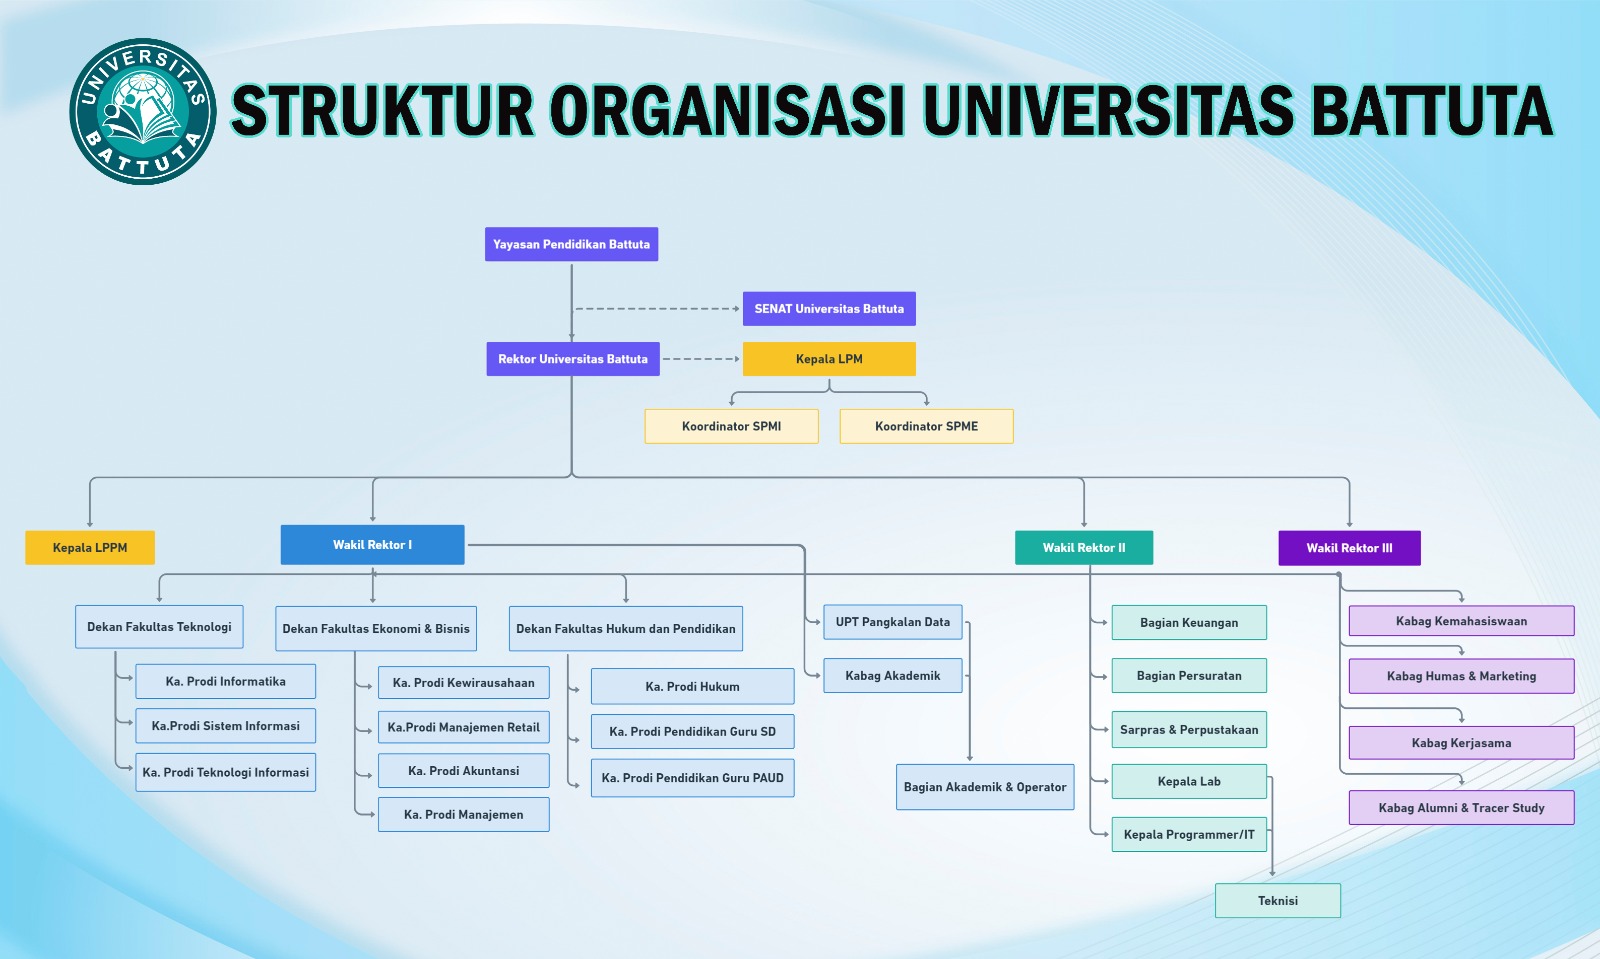 UNIVERSITAS
BATTUTA
STRUKTUR ORGANISASI UNIVERSITAS BATTUTA
Yayasan Pendidikan Battuta
SENAT Universitas Battuta
Rektor Universitas Battuta
Kepala LPM
Koordinator SPMI
Koordinator SPME
Kepala LPPM
Wakil Rektor I
Wakil Rektor II
Wakil Rektor III
Dekan Fakultas Teknologi
Ka. Prodi Informatika
Ka.Prodi Sistem Informasi
Ka. Prodi Teknologi Informasi
Dekan Fakultas Ekonomi & Bisnis
Ka. Prodi Kewirausahaan
Ka.Prodi Manajemen Retail
Ka. Prodi Akuntansi
Ka. Prodi Manajemen
Dekan Fakultas Hukum dan Pendidikan
Ka. Prodi Hukum
Ka. Prodi Pendidikan Guru SD
Ka. Prodi Pendidikan Guru PAUD
UPT Pangkalan Data
Kabag Akademik
Bagian Akademik & Operator
Bagian Keuangan
Bagian Persuratan
Sarpras & Perpustakaan
Kepala Lab
Kepala Programmer/IT
Teknisi
Kabag Kemahasiswaan
Kabag Humas & Marketing
Kabag Kerjasama
Kabag Alumni & Tracer Study